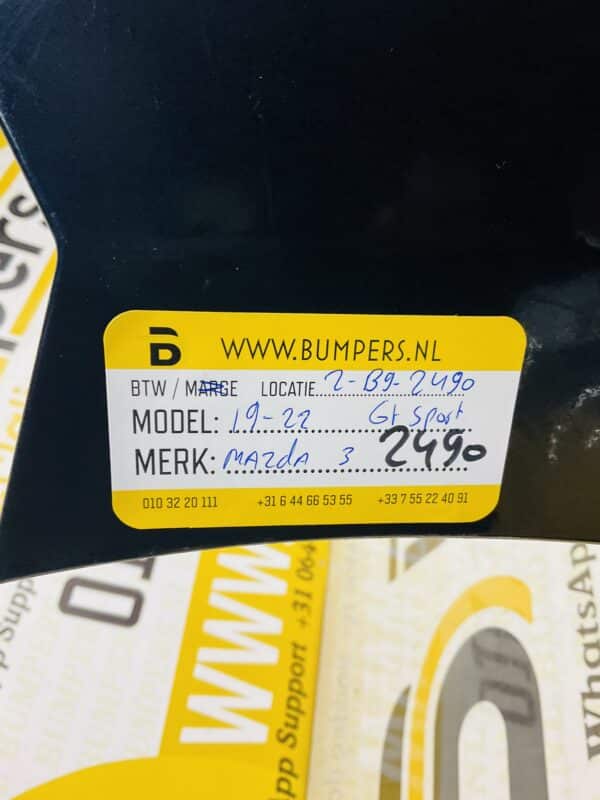 WWW.BUMPERS.NL
BTW / MARGE LOCATIE 2-B9-2490
MODEL: 19-22 Gt Sport
MERK: MAZdA 3 2490
010 32 20 111 +31 6 44 66 53 55 +33 7 55 22 40 91
WWW
App Support +31 064
WhatsApp